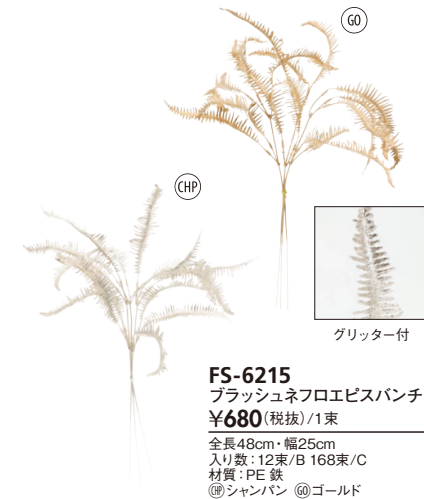 GO
CHP
グリッター付
FS-6215
ブラッシュネフロエピスバンチ
¥680(税抜)/1束
全長48cm・幅25cm
入り数：12束/B 168束/C
材質：PE 鉄
CHPシャンパン GOゴールド